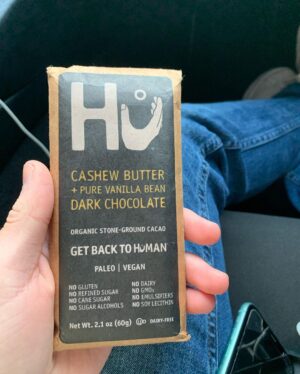 Hu
CASHEW BUTTER
+ PURE VANILLA BEAN
DARK CHOCOLATE
ORGANIC STONE-GROUND CACAO
GET BACK TO HUMAN
PALEO | VEGAN
NO GLUTEN
NO REFINED SUGAR
NO CANE SUGAR
NO SUGAR ALCOHOLS
NO DAIRY
NO GMOs
NO EMULSIFIERS
NO SOY LECITHIN
Net Wt. 2.1 oz (60g) U DAIRY-FREE